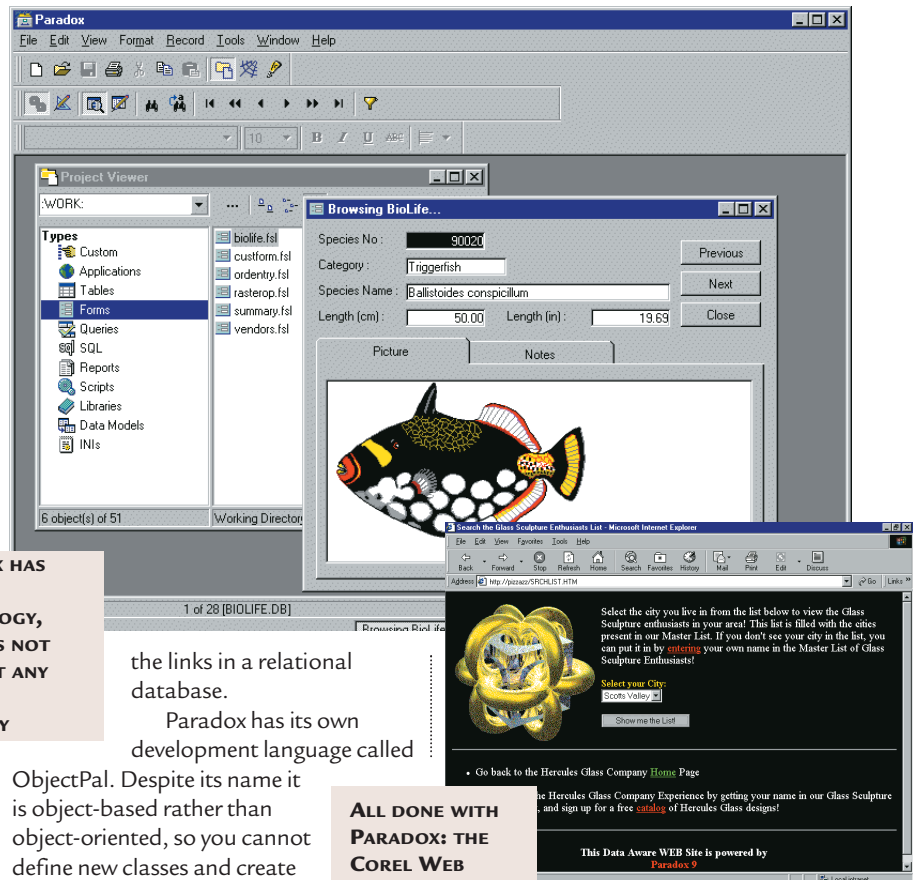 Paradox
File Edit View Format Record Tools Window Help
10 B I U ABC
Project Viewer
:WORK:
Types
Custom
Applications
Tables
Forms
Queries
SQL
Reports
Scripts
Libraries
Data Models
INIs
biolife.fsl
custform.fsl
ordentry.fsl
rasterop.fsl
summary.fsl
vendors.fsl
6 object(s) of 51
Working Director
Browsing BioLife...
Species No : 90020
Category : Triggerfish
Species Name : Ballistoides conspicillum
Length (cm) : 50.00 Length (in) : 19.69
Previous
Next
Close
Picture Notes
1 of 28 [BIOLIFE.DB]
Browsing BioLife
Search the Glass Sculpture Enthusiasts List - Microsoft Internet Explorer
File Edit View Favorites Tools Help
Back Forward Stop Refresh Home Search Favorites History Mail Print Edit Discuss
Address http://pizzazz/SRCHLIST.HTM Go Links »
Select the city you live in from the list below to view the Glass
Sculpture enthusiasts in your area! This list is filled with the cities
present in our Master List. If you don't see your city in the list, you
can put it in by entering your own name in the Master List of Glass
Sculpture Enthusiasts!
Select your City:
Scotts Valley
Show me the List!
• Go back to the Hercules Glass Company Home Page
he Hercules Glass Company Experience by getting your name in our Glass Sculpture
, and sign up for a free catalog of Hercules Glass designs!
This Data Aware WEB Site is powered by
Paradox 9
Local intranet
X HAS
OGY,
S NOT
T ANY
Y
the links in a relational
database.
Paradox has its own
development language called
ObjectPal. Despite its name it
is object-based rather than
object-oriented, so you cannot
define new classes and create
ALL DONE WITH
PARADOX: THE
COREL WEB